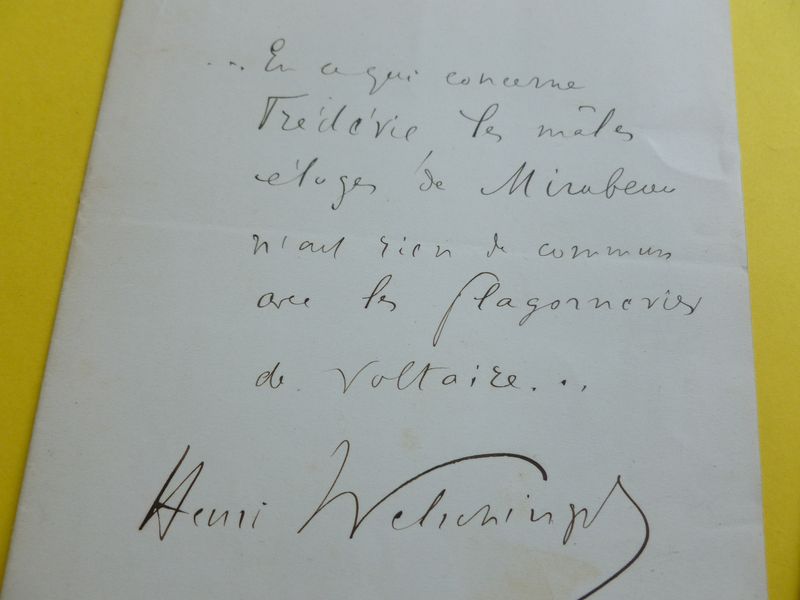 ... En ce qui concerne
Frédéric, les mâles
éloges de Mirabeau
n'ont rien de commun
avec les flagorneries
de Voltaire...
Henri Welschinger